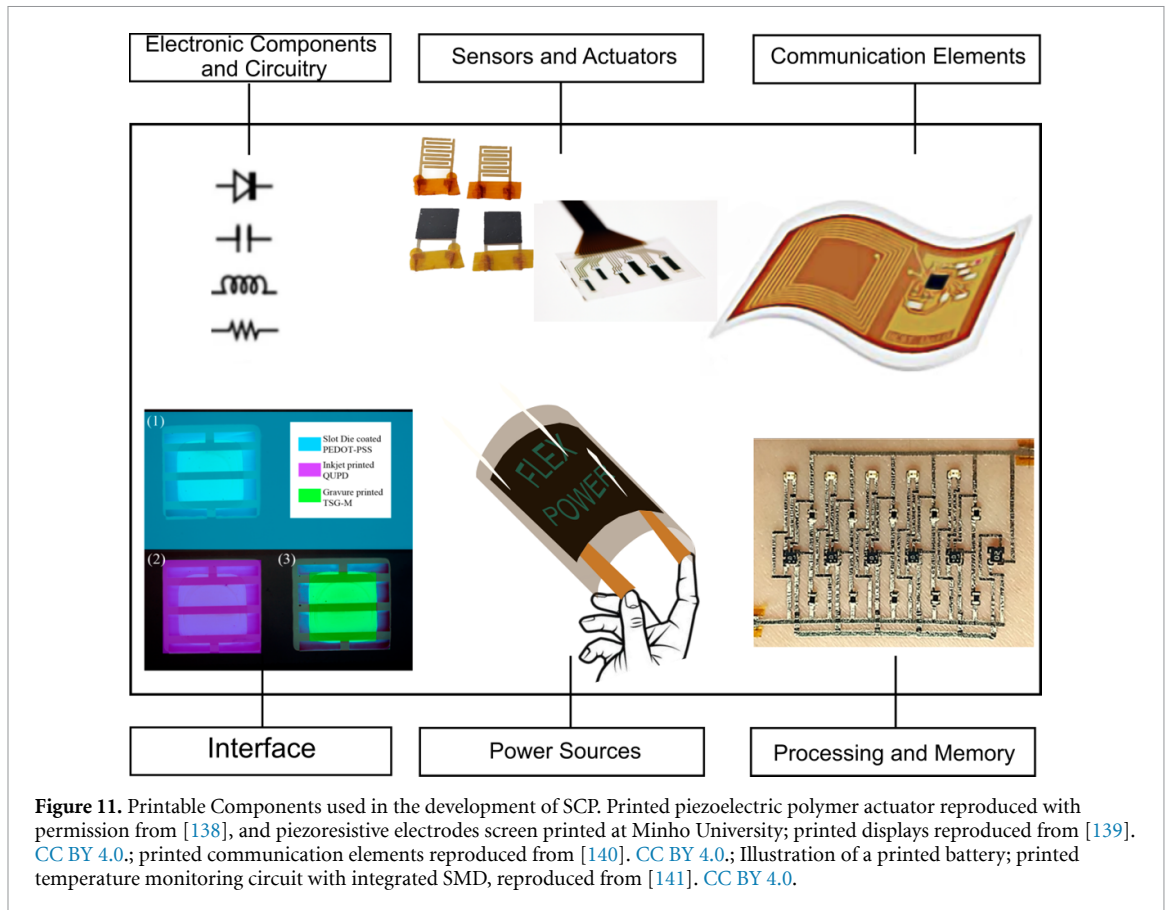 Electronic Components
and Circuitry
Sensors and Actuators
Communication Elements
(1)
Slot Die coated
PEDOT-PSS
Inkjet printed
QUPD
Gravure printed
TSG-M
(2)
(3)
FLEX
POWER
Interface
Power Sources
Processing and Memory
Figure 11. Printable Components used in the development of SCP. Printed piezoelectric polymer actuator reproduced with
permission from [138], and piezoresistive electrodes screen printed at Minho University; printed displays reproduced from [139].
CC BY 4.0.; printed communication elements reproduced from [140]. CC BY 4.0.; Illustration of a printed battery; printed
temperature monitoring circuit with integrated SMD, reproduced from [141]. CC BY 4.0.